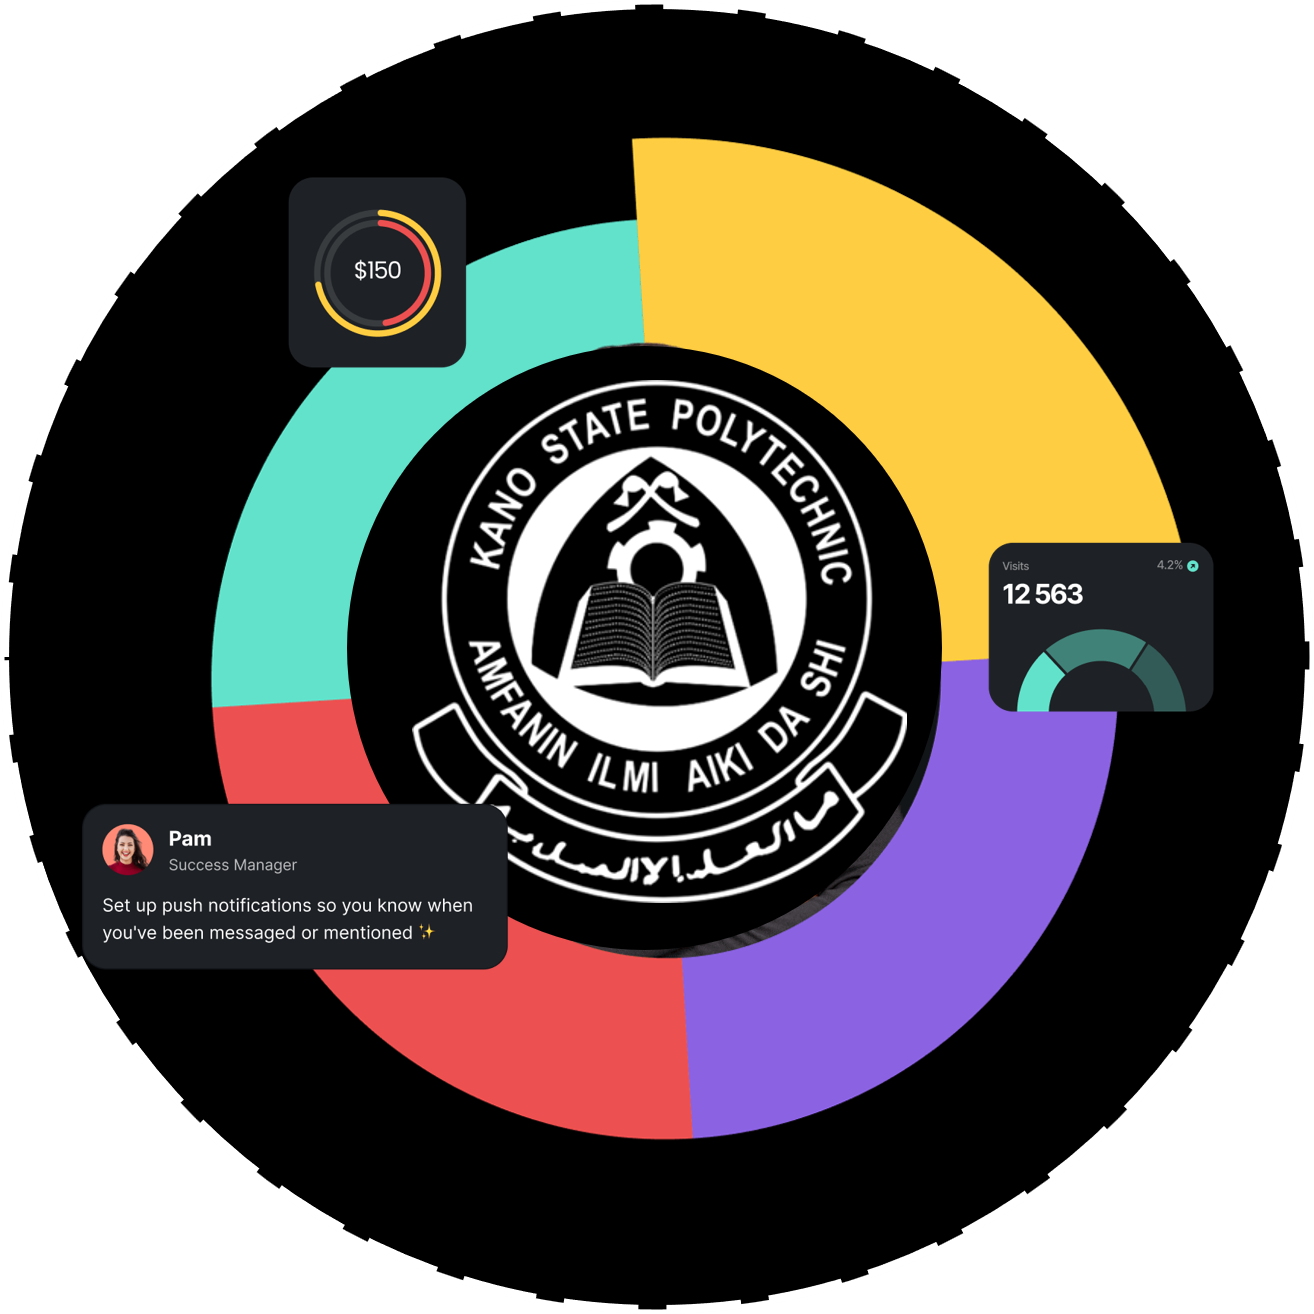 $150
KANO STATE POLYTECHNIC
AMFANIN ILMI AIKI DA SHI
Visits
4.2%
12 563
Pam
Success Manager
Set up push notifications so you know when
you've been messaged or mentioned ✨